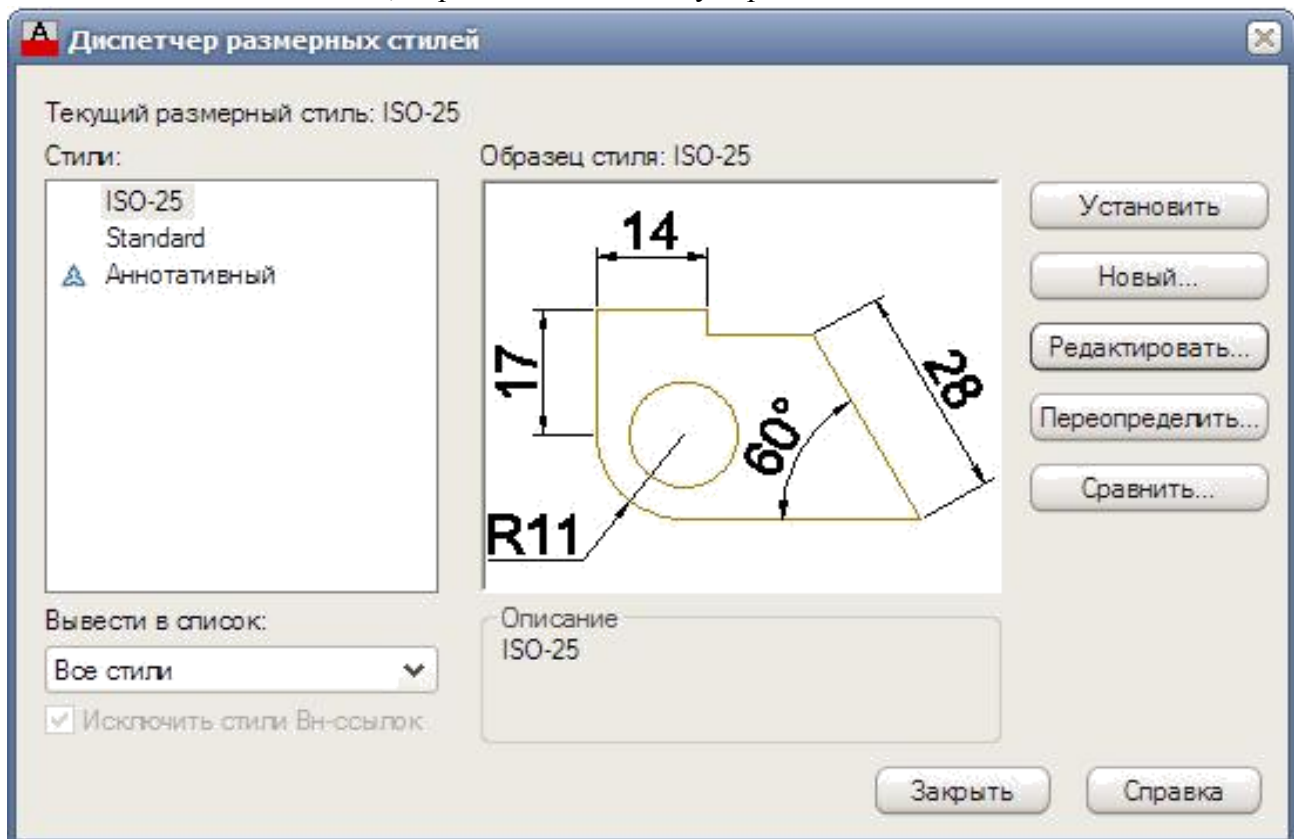 Диспетчер размерных стилей
Текущий размерный стиль: ISO-25
Стили:
Образец стиля: ISO-25
ISO-25
Standard
Аннотативный
14
17
28
60°
R11
Установить
Новый...
Редактировать...
Переопределить...
Сравнить...
Вывести в список:
Все стили
Исключить стили Вн-ссылок
Описание
ISO-25
Закрыть
Справка